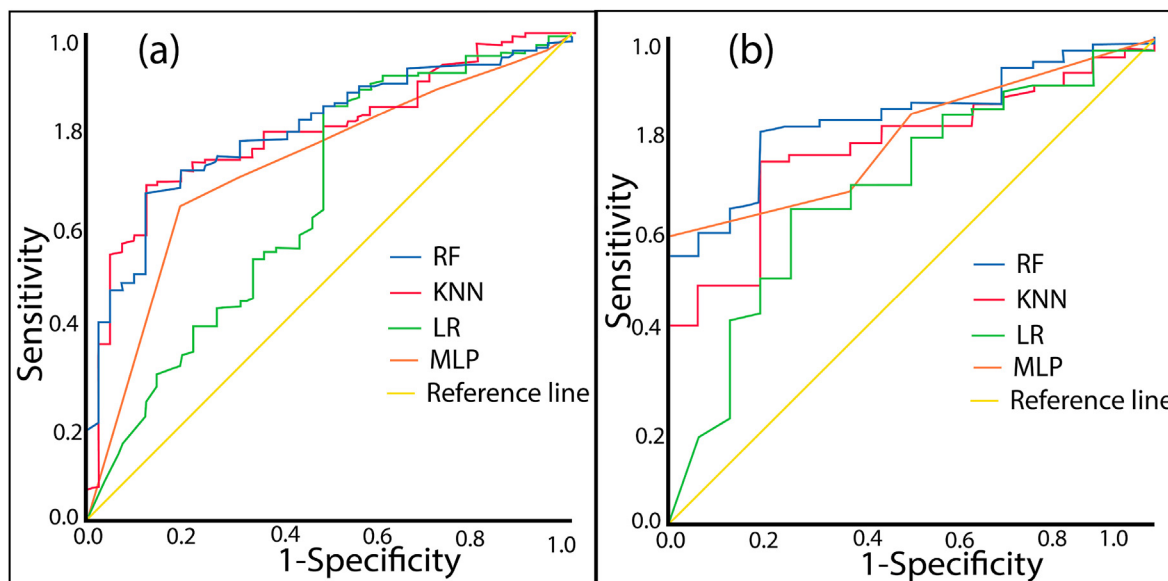 (a)
1.0
1.8
0.6
0.4
0.2
0.0
Sensitivity
RF
KNN
LR
MLP
Reference line
0.0 0.2 0.4 0.6 0.8 1.0
1-Specificity
(b)
1.0
1.8
0.6
0.4
0.2
0.0
Sensitivity
RF
KNN
LR
MLP
Reference line
0.0 0.2 0.4 0.6 0.8 1.0
1-Specificity